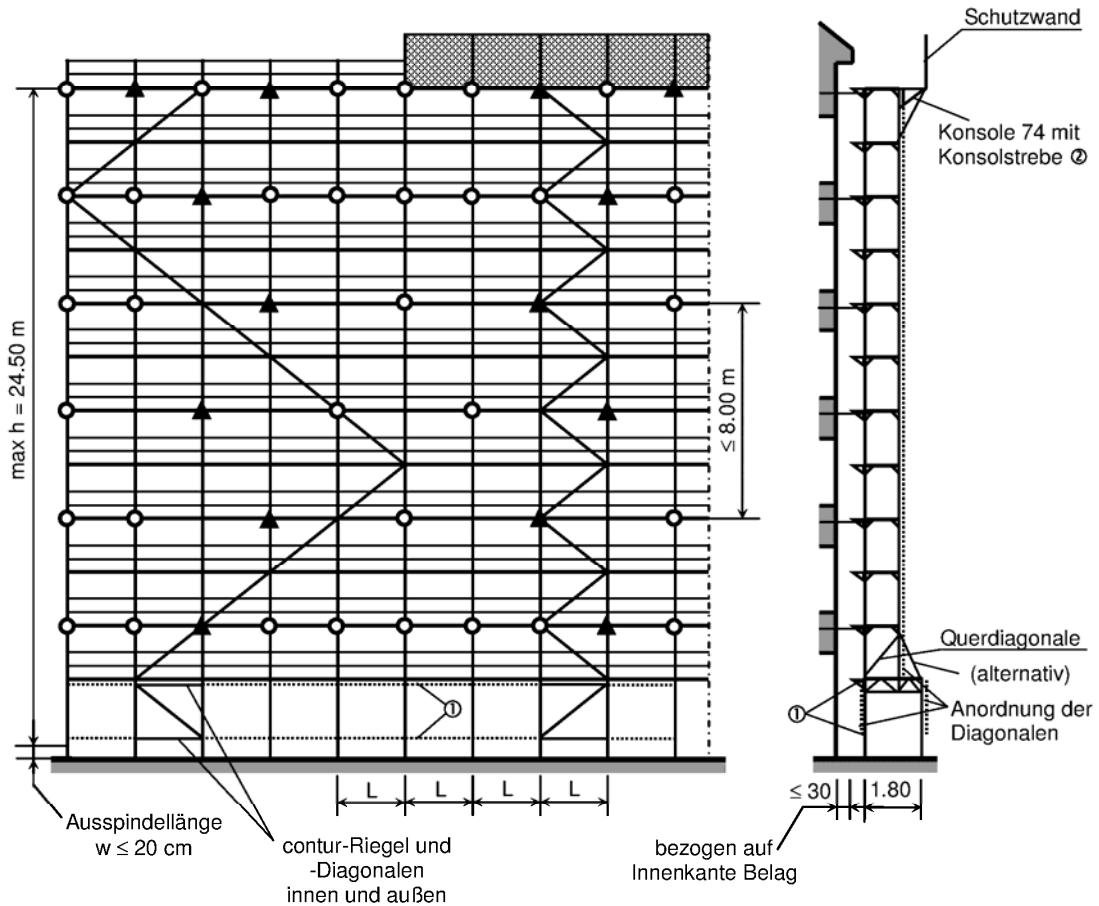 Schutzwand
Konsole 74 mit
Konsolstrebe ②
max h = 24.50 m
≤ 8.00 m
Querdiagonale
(alternativ)
①
①
Anordnung der
Diagonalen
L
L
L
L
≤ 30
1.80
Ausspindellänge
w ≤ 20 cm
contur-Riegel und
-Diagonalen
innen und außen
bezogen auf
Innenkante Belag